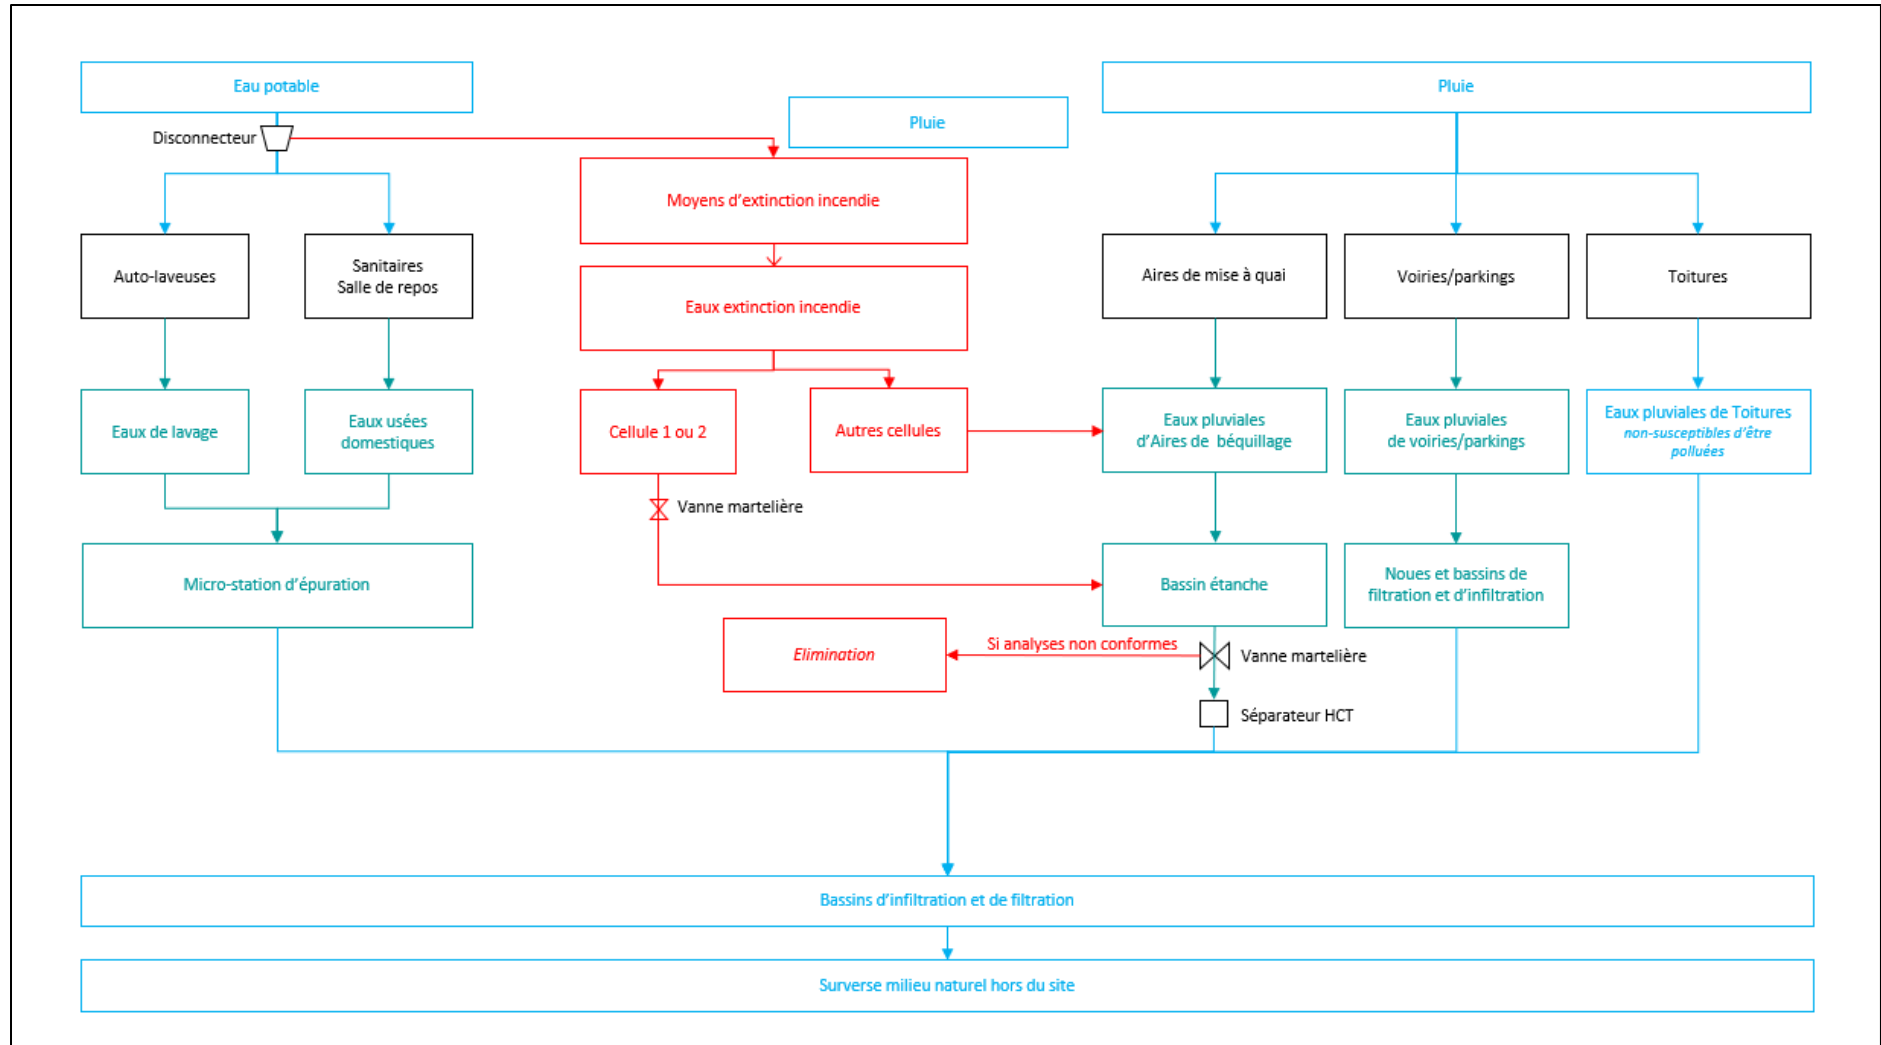 Eau potable
Pluie
Pluie
Disconnecteur
Moyens d'extinction incendie
Auto-laveuses
Sanitaires
Salle de repos
Aires de mise à quai
Voiries/parkings
Toitures
Eaux extinction incendie
Eaux de lavage
Eaux usées
domestiques
Cellule 1 ou 2
Autres cellules
Eaux pluviales
d'Aires de béquillage
Eaux pluviales
de voiries/parkings
Eaux pluviales de Toitures
non-susceptibles d'être
polluées
Vanne martelière
Micro-station d'épuration
Bassin étanche
Noues et bassins de
filtration et d'infiltration
Elimination
Si analyses non conformes
Vanne martelière
Séparateur HCT
Bassins d'infiltration et de filtration
Surverse milieu naturel hors du site